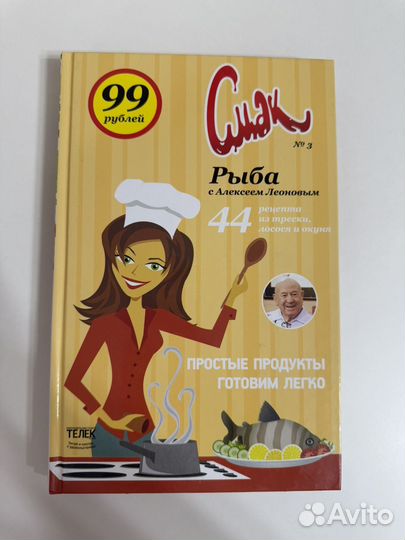 99
рублей
Смак
№ 3
Рыба
с Алексеем Леоновым
44 рецепта
из трески,
лосося и окуня
ПРОСТЫЕ ПРОДУКТЫ
ГОТОВИМ ЛЕГКО
ТЕЛЕК
Avito